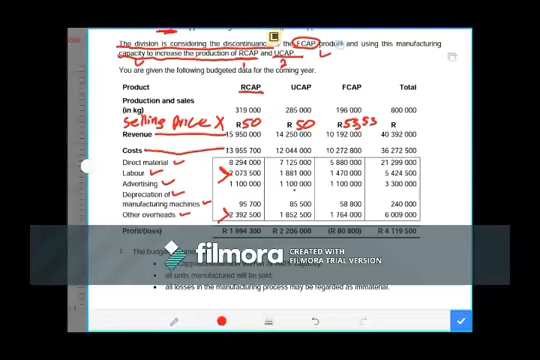 The division is considering the discontinuance of the FCAP product and using this manufacturing
capacity to increase the production of RCAP and UCAP.
1 2
You are given the following budgeted data for the coming year.
Product RCAP UCAP FCAP Total
Production and sales
(in kg) 319 000 285 000 196 000 800 000
Selling Price X R 50 R 50 R 53,53
Revenue 15 950 000 14 250 000 10 192 000 40 392 000
Costs 13 955 700 12 044 000 10 272 800 36 272 500
Direct material 8 294 000 7 125 000 5 880 000 21 299 000
Labour 2 073 500 1 881 000 1 470 000 5 424 500
Advertising 1 100 000 1 100 000 1 100 000 3 300 000
Depreciation of
manufacturing machines 95 700 85 500 58 800 240 000
Other overheads 2 392 500 1 852 500 1 764 000 6 009 000
Profit/(loss) R 1 994 300 R 2 206 000 (R 80 800) R 4 119 500
filmora CREATED WITH
FILMORA TRIAL VERSION
1 The budget
all units manufactured will be sold
all losses in the manufacturing process may be regarded as immaterial.